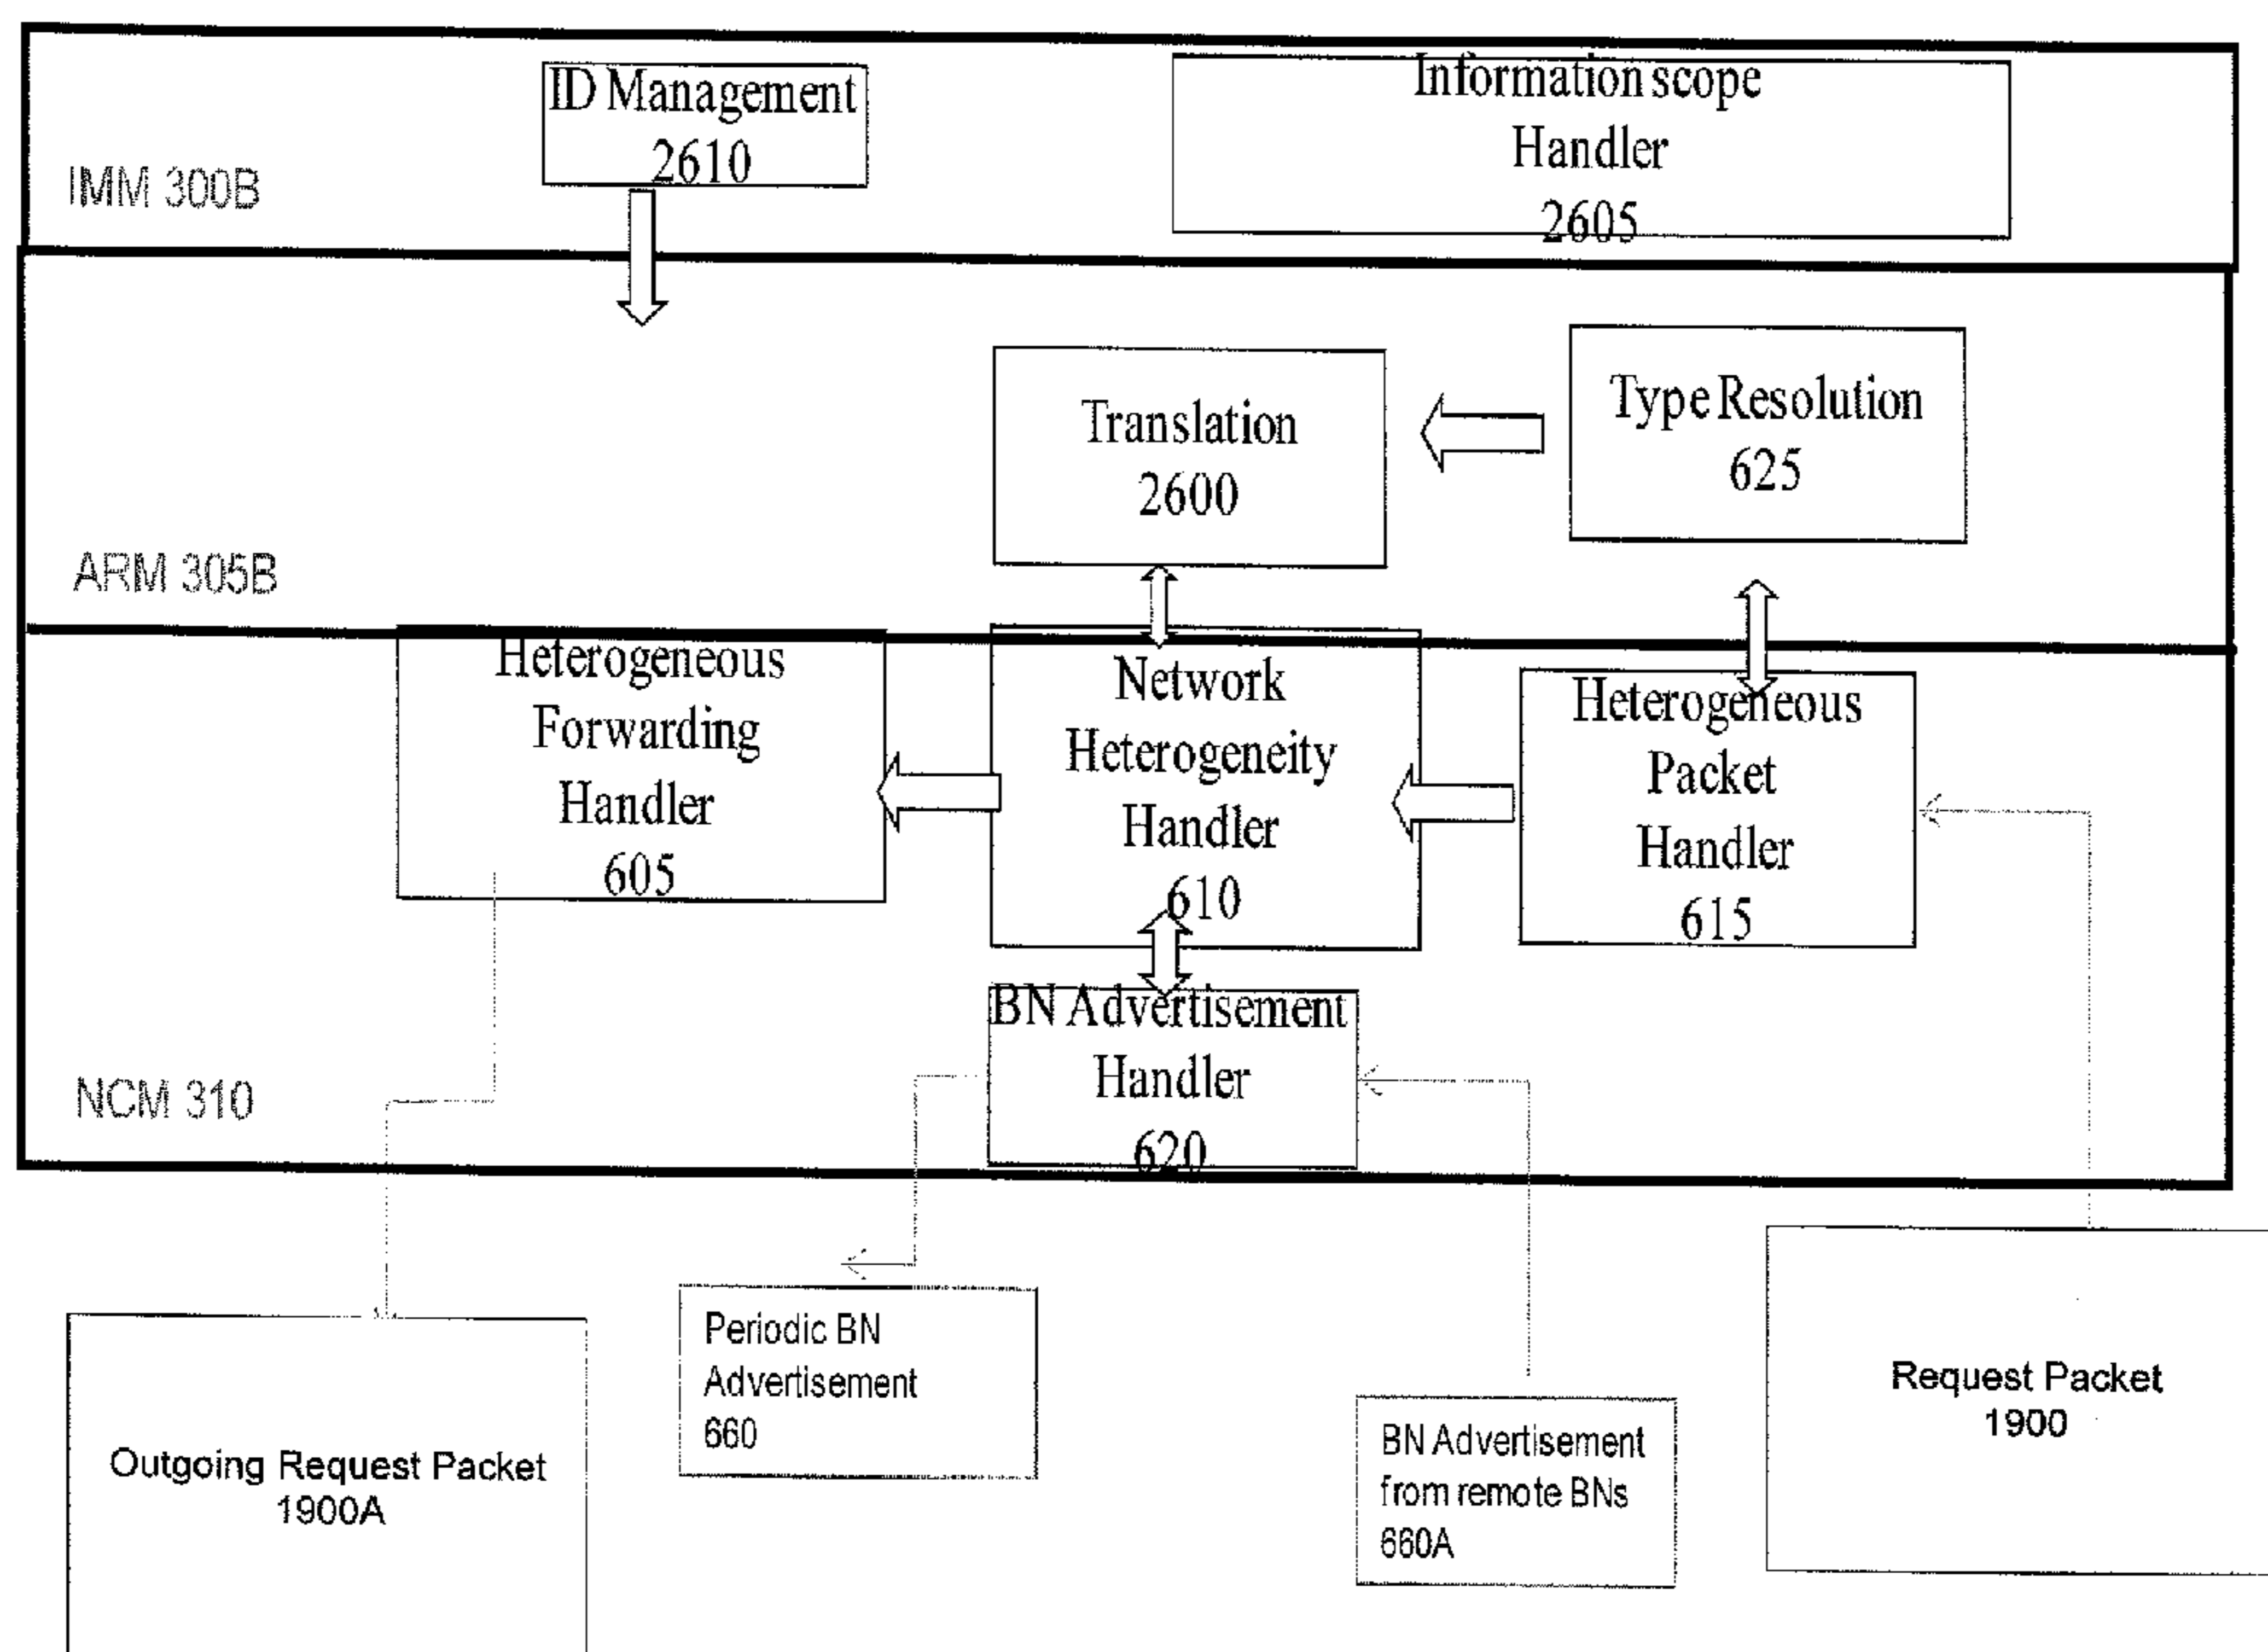 ID Management
2610
Information scope
Handler
2605
IMM 300B
Translation
2600
Type Resolution
625
ARM 305B
Heterogeneous
Forwarding
Handler
605
Network
Heterogeneity
Handler
610
Heterogeneous
Packet
Handler
615
BN Advertisement
Handler
620
NCM 310
Periodic BN
Advertisement
660
Outgoing Request Packet
1900A
BN Advertisement
from remote BNs
660A
Request Packet
1900